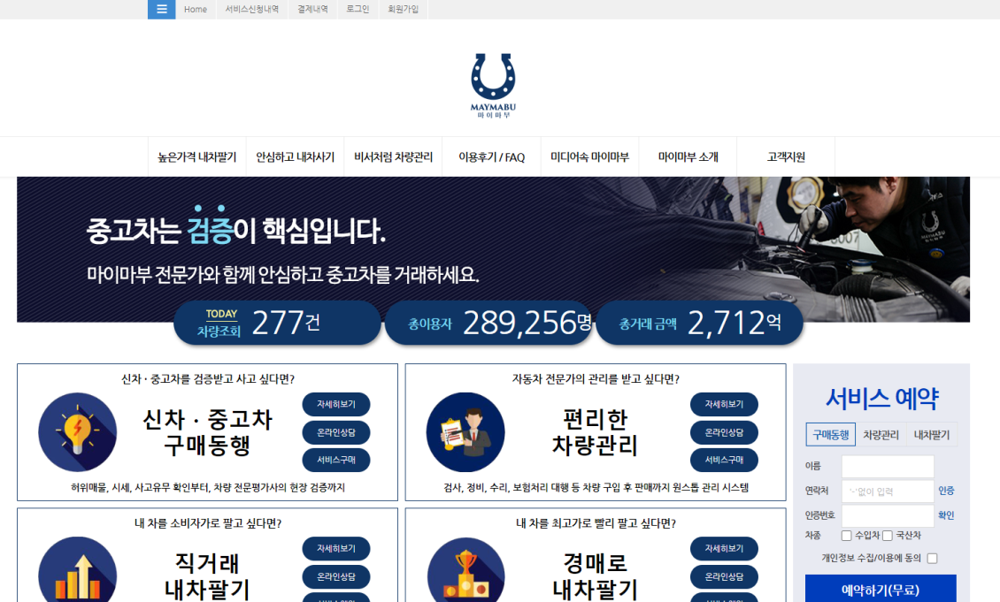 Home 서비스신청내역 결제내역 로그인 회원가입
MAYMABU
마이마부
높은가격 내차팔기 안심하고 내차사기 비서처럼 차량관리 이용후기 / FAQ 미디어속 마이마부 마이마부 소개 고객지원
중고차는 검증이 핵심입니다.
마이마부 전문가와 함께 안심하고 중고차를 거래하세요.
MAYMABU
TODAY
차량조회 277건
총이용자 289,256명
총거래 금액 2,712억
신차 · 중고차를 검증받고 사고 싶다면?
신차 · 중고차
구매동행
자세히보기
온라인상담
서비스구매
허위매물, 시세, 사고유무 확인부터, 차량 전문평가사의 현장 검증까지
자동차 전문가의 관리를 받고 싶다면?
편리한
차량관리
자세히보기
온라인상담
서비스구매
검사, 정비, 수리, 보험처리 대행 등 차량 구입 후 판매까지 원스톱 관리 시스템
내 차를 소비자가로 팔고 싶다면?
직거래
내차팔기
자세히보기
온라인상담
내 차를 최고가로 빨리 팔고 싶다면?
경매로
내차팔기
자세히보기
온라인상담
서비스 예약
구매동행 차량관리 내차팔기
이름
연락처 '-'없이 입력 인증
인증번호 확인
차종 수입차 국산차
개인정보 수집/이용에 동의
예약하기(무료)